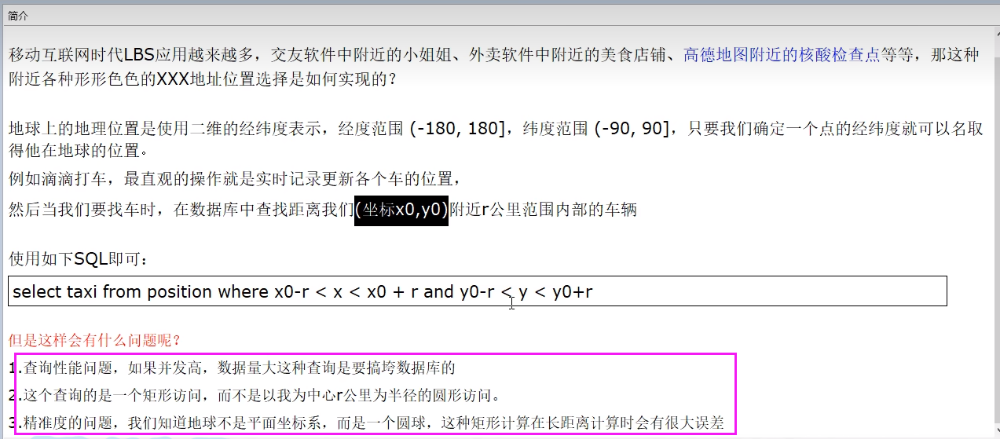 简介
移动互联网时代LBS应用越来越多，交友软件中附近的小姐姐、外卖软件中附近的美食店铺、高德地图附近的核酸检查点等等，那这种
附近各种形形色色的XXX地址位置选择是如何实现的？
地球上的地理位置是使用二维的经纬度表示，经度范围 (-180, 180]，纬度范围 (-90, 90]，只要我们确定一个点的经纬度就可以名取
得他在地球的位置。
例如滴滴打车，最直观的操作就是实时记录更新各个车的位置，
然后当我们要找车时，在数据库中查找距离我们(坐标x0,y0)附近r公里范围内部的车辆
使用如下SQL即可：
select taxi from position where x0-r < x < x0 + r and y0-r < y < y0+r
但是这样会有什么问题呢？
1.查询性能问题，如果并发高，数据量大这种查询是要搞垮数据库的
2.这个查询的是一个矩形访问，而不是以我为中心r公里为半径的圆形访问。
3.精准度的问题，我们知道地球不是平面坐标系，而是一个圆球，这种矩形计算在长距离计算时会有很大误差